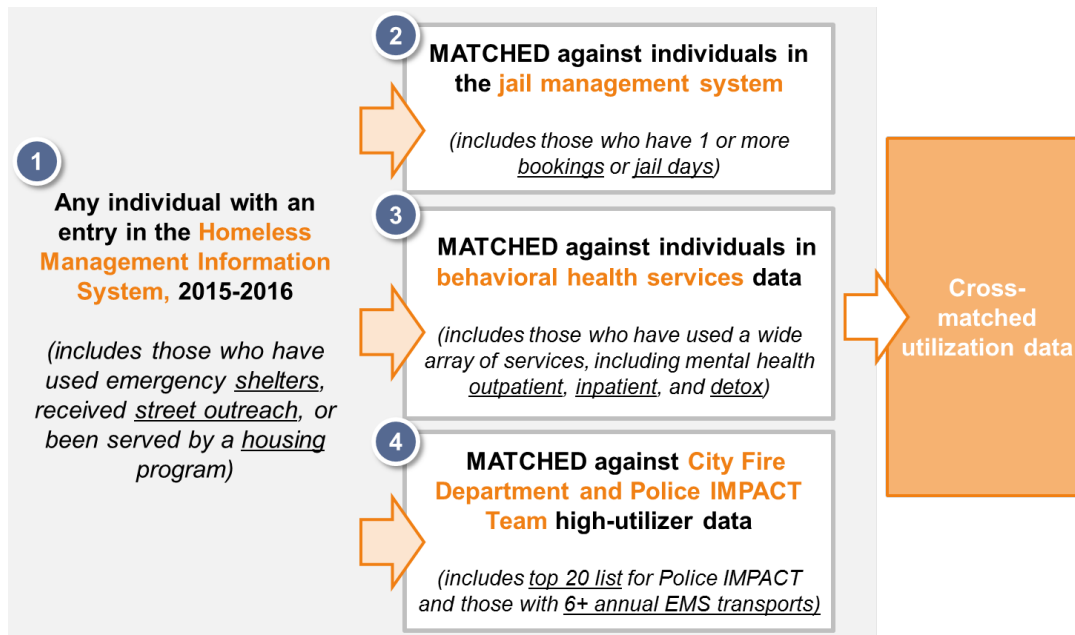 1
Any individual with an
entry in the Homeless
Management Information
System, 2015-2016
(includes those who have
used emergency shelters,
received street outreach, or
been served by a housing
program)
2
MATCHED against individuals in
the jail management system
(includes those who have 1 or more
bookings or jail days)
3
MATCHED against individuals in
behavioral health services data
(includes those who have used a wide
array of services, including mental health
outpatient, inpatient, and detox)
4
MATCHED against City Fire
Department and Police IMPACT
Team high-utilizer data
(includes top 20 list for Police IMPACT
and those with 6+ annual EMS transports)
Cross-
matched
utilization data